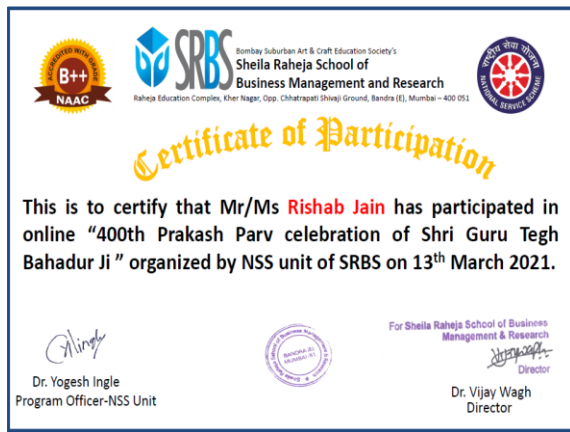 ACCREDITED WITH GRADE
B++
NAAC
SRBS
Bombay Suburban Art & Craft Education Society's
Sheila Raheja School of
Business Management and Research
Raheja Education Complex, Kher Nagar, Opp. Chhatrapati Shivaji Ground, Bandra (E), Mumbai – 400 051
राष्ट्रीय सेवा योजना
NATIONAL SERVICE SCHEME
Certificate of Participation
This is to certify that Mr/Ms Rishab Jain has participated in
online “400th Prakash Parv celebration of Shri Guru Tegh
Bahadur Ji ” organized by NSS unit of SRBS on 13th March 2021.
Dr. Yogesh Ingle
Program Officer-NSS Unit
BANDRA (E),
For Sheila Raheja School of Business
Management & Research
Director
Dr. Vijay Wagh
Director